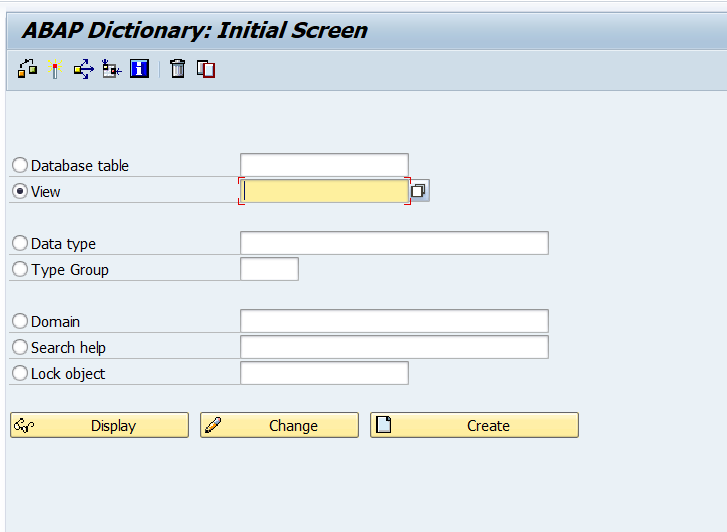 ABAP Dictionary: Initial Screen
Database table
View
Data type
Type Group
Domain
Search help
Lock object
Display Change Create